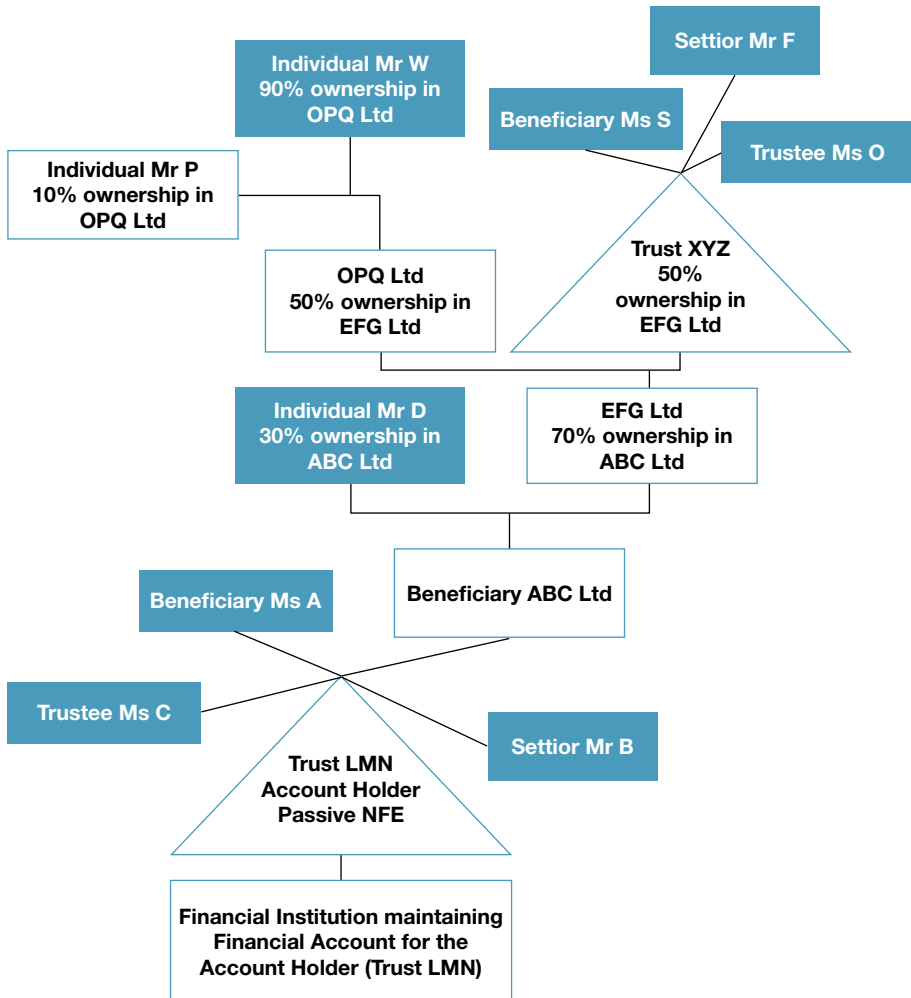 Individual Mr W
90% ownership in
OPQ Ltd
Settior Mr F
Beneficiary Ms S
Trustee Ms O
Individual Mr P
10% ownership in
OPQ Ltd
OPQ Ltd
50% ownership in
EFG Ltd
Trust XYZ
50%
ownership in
EFG Ltd
Individual Mr D
30% ownership in
ABC Ltd
EFG Ltd
70% ownership in
ABC Ltd
Beneficiary ABC Ltd
Beneficiary Ms A
Trustee Ms C
Settior Mr B
Trust LMN
Account Holder
Passive NFE
Financial Institution maintaining
Financial Account for the
Account Holder (Trust LMN)